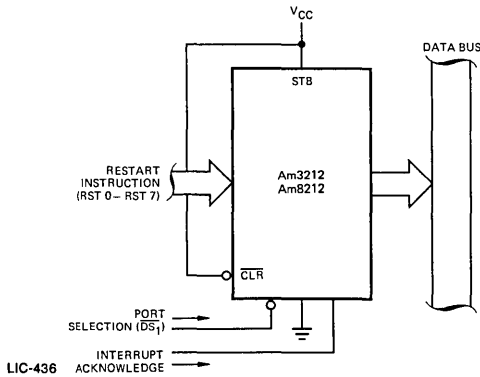 VCC
DATA BUS
STB
RESTART
INSTRUCTION
(RST 0 – RST 7)
Am3212
Am8212
CLR
PORT
SELECTION (DS1)
INTERRUPT
ACKNOWLEDGE
LIC-436